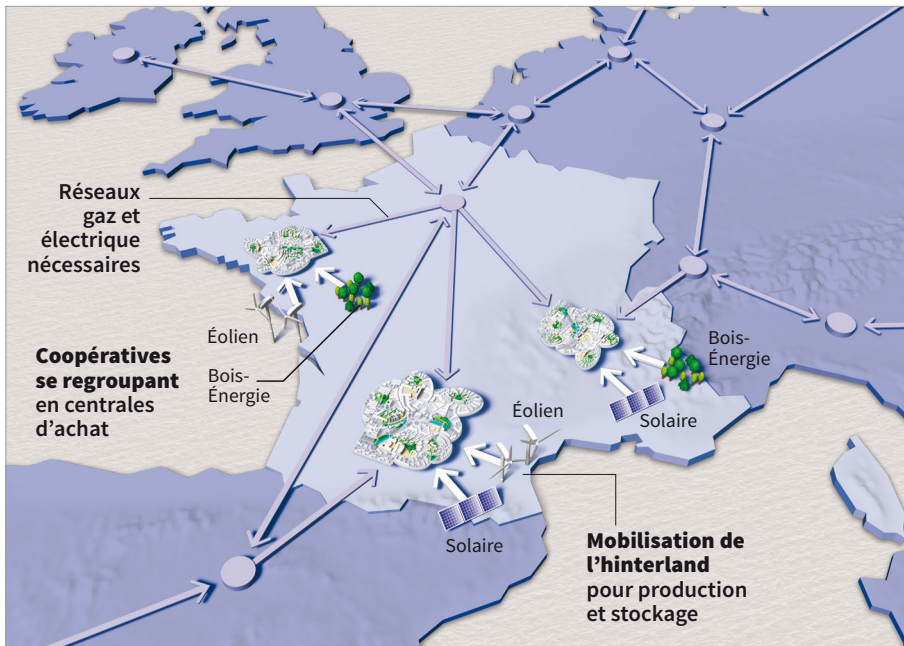 Réseaux
gaz et
électrique
nécessaires
Éolien
Bois-
Énergie
Coopératives
se regroupant
en centrales
d'achat
Bois-
Énergie
Solaire
Éolien
Solaire
Mobilisation de
l'hinterland
pour production
et stockage